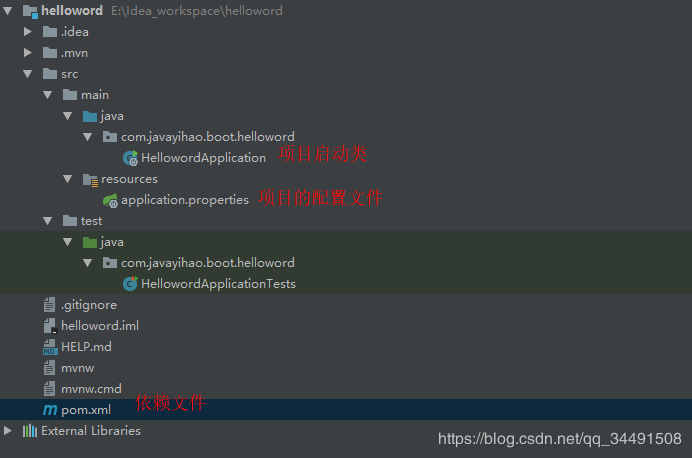 helloword E:\Idea_workspace\helloword
.idea
.mvn
src
main
java
com.javayihao.boot.helloword
HellowordApplication 项目启动类
resources
application.properties 项目的配置文件
test
java
com.javayihao.boot.helloword
HellowordApplicationTests
.gitignore
helloword.iml
HELP.md
mvnw
mvnw.cmd
pom.xml 依赖文件
External Libraries
https://blog.csdn.net/qq_34491508